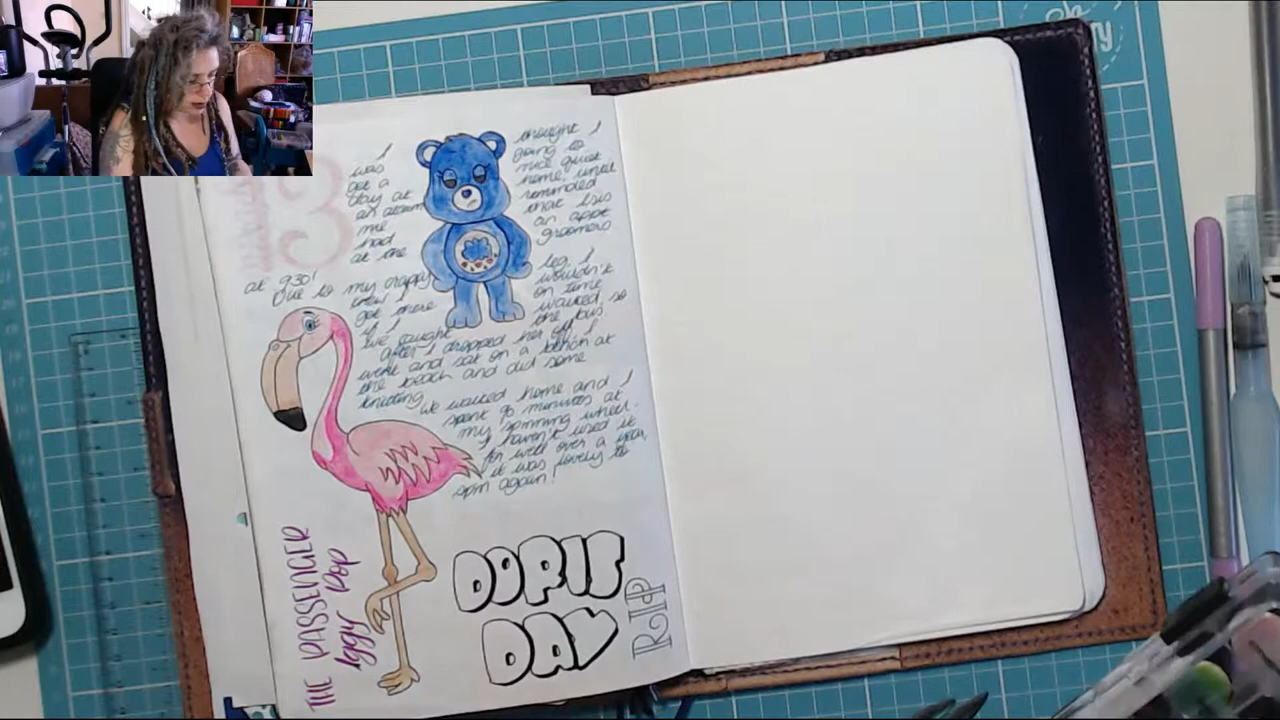 13
I
was
got a
day at
an
me
had
at the
at 930!
Due to my crappy
knew I
get there
if I
we caught
thought I
going to
nice quiet
home, until
reminded
that Isis
an appt
groomers
leg, I
wouldn't
on time
walked, so
the bus.
After I dropped her off, I
went and sat on a bench at
the beach and did some
knitting.
We walked home and I
spent 90 minutes at
my spinning wheel.
I haven't used it
for well over a year,
it was lovely to
spin again!
THE PASSENGER
Iggy Pop
DORIS
DAY
RIP